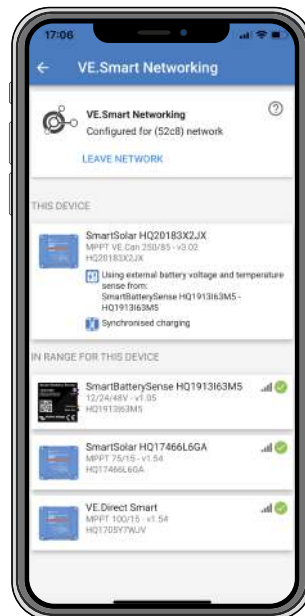 17:06
VE.Smart Networking
VE.Smart Networking
Configured for (52c8) network
LEAVE NETWORK
THIS DEVICE
SmartSolar HQ20183X2JX
MPPT VE.Can 250/85 - v3.02
HQ20183X2JX
Using external battery voltage and temperature
sense from:
SmartBatterySense HQ1913I63M5 -
HQ1913I63M5
Synchronised charging
IN RANGE FOR THIS DEVICE
SmartBatterySense HQ1913I63M5
12/24/48V - v1.05
HQ1913I63M5
SmartSolar HQ17466L6GA
MPPT 75/15 - v1.54
HQ17466L6GA
VE.Direct Smart
MPPT 100/15 - v1.54
HQ1705Y7WJV